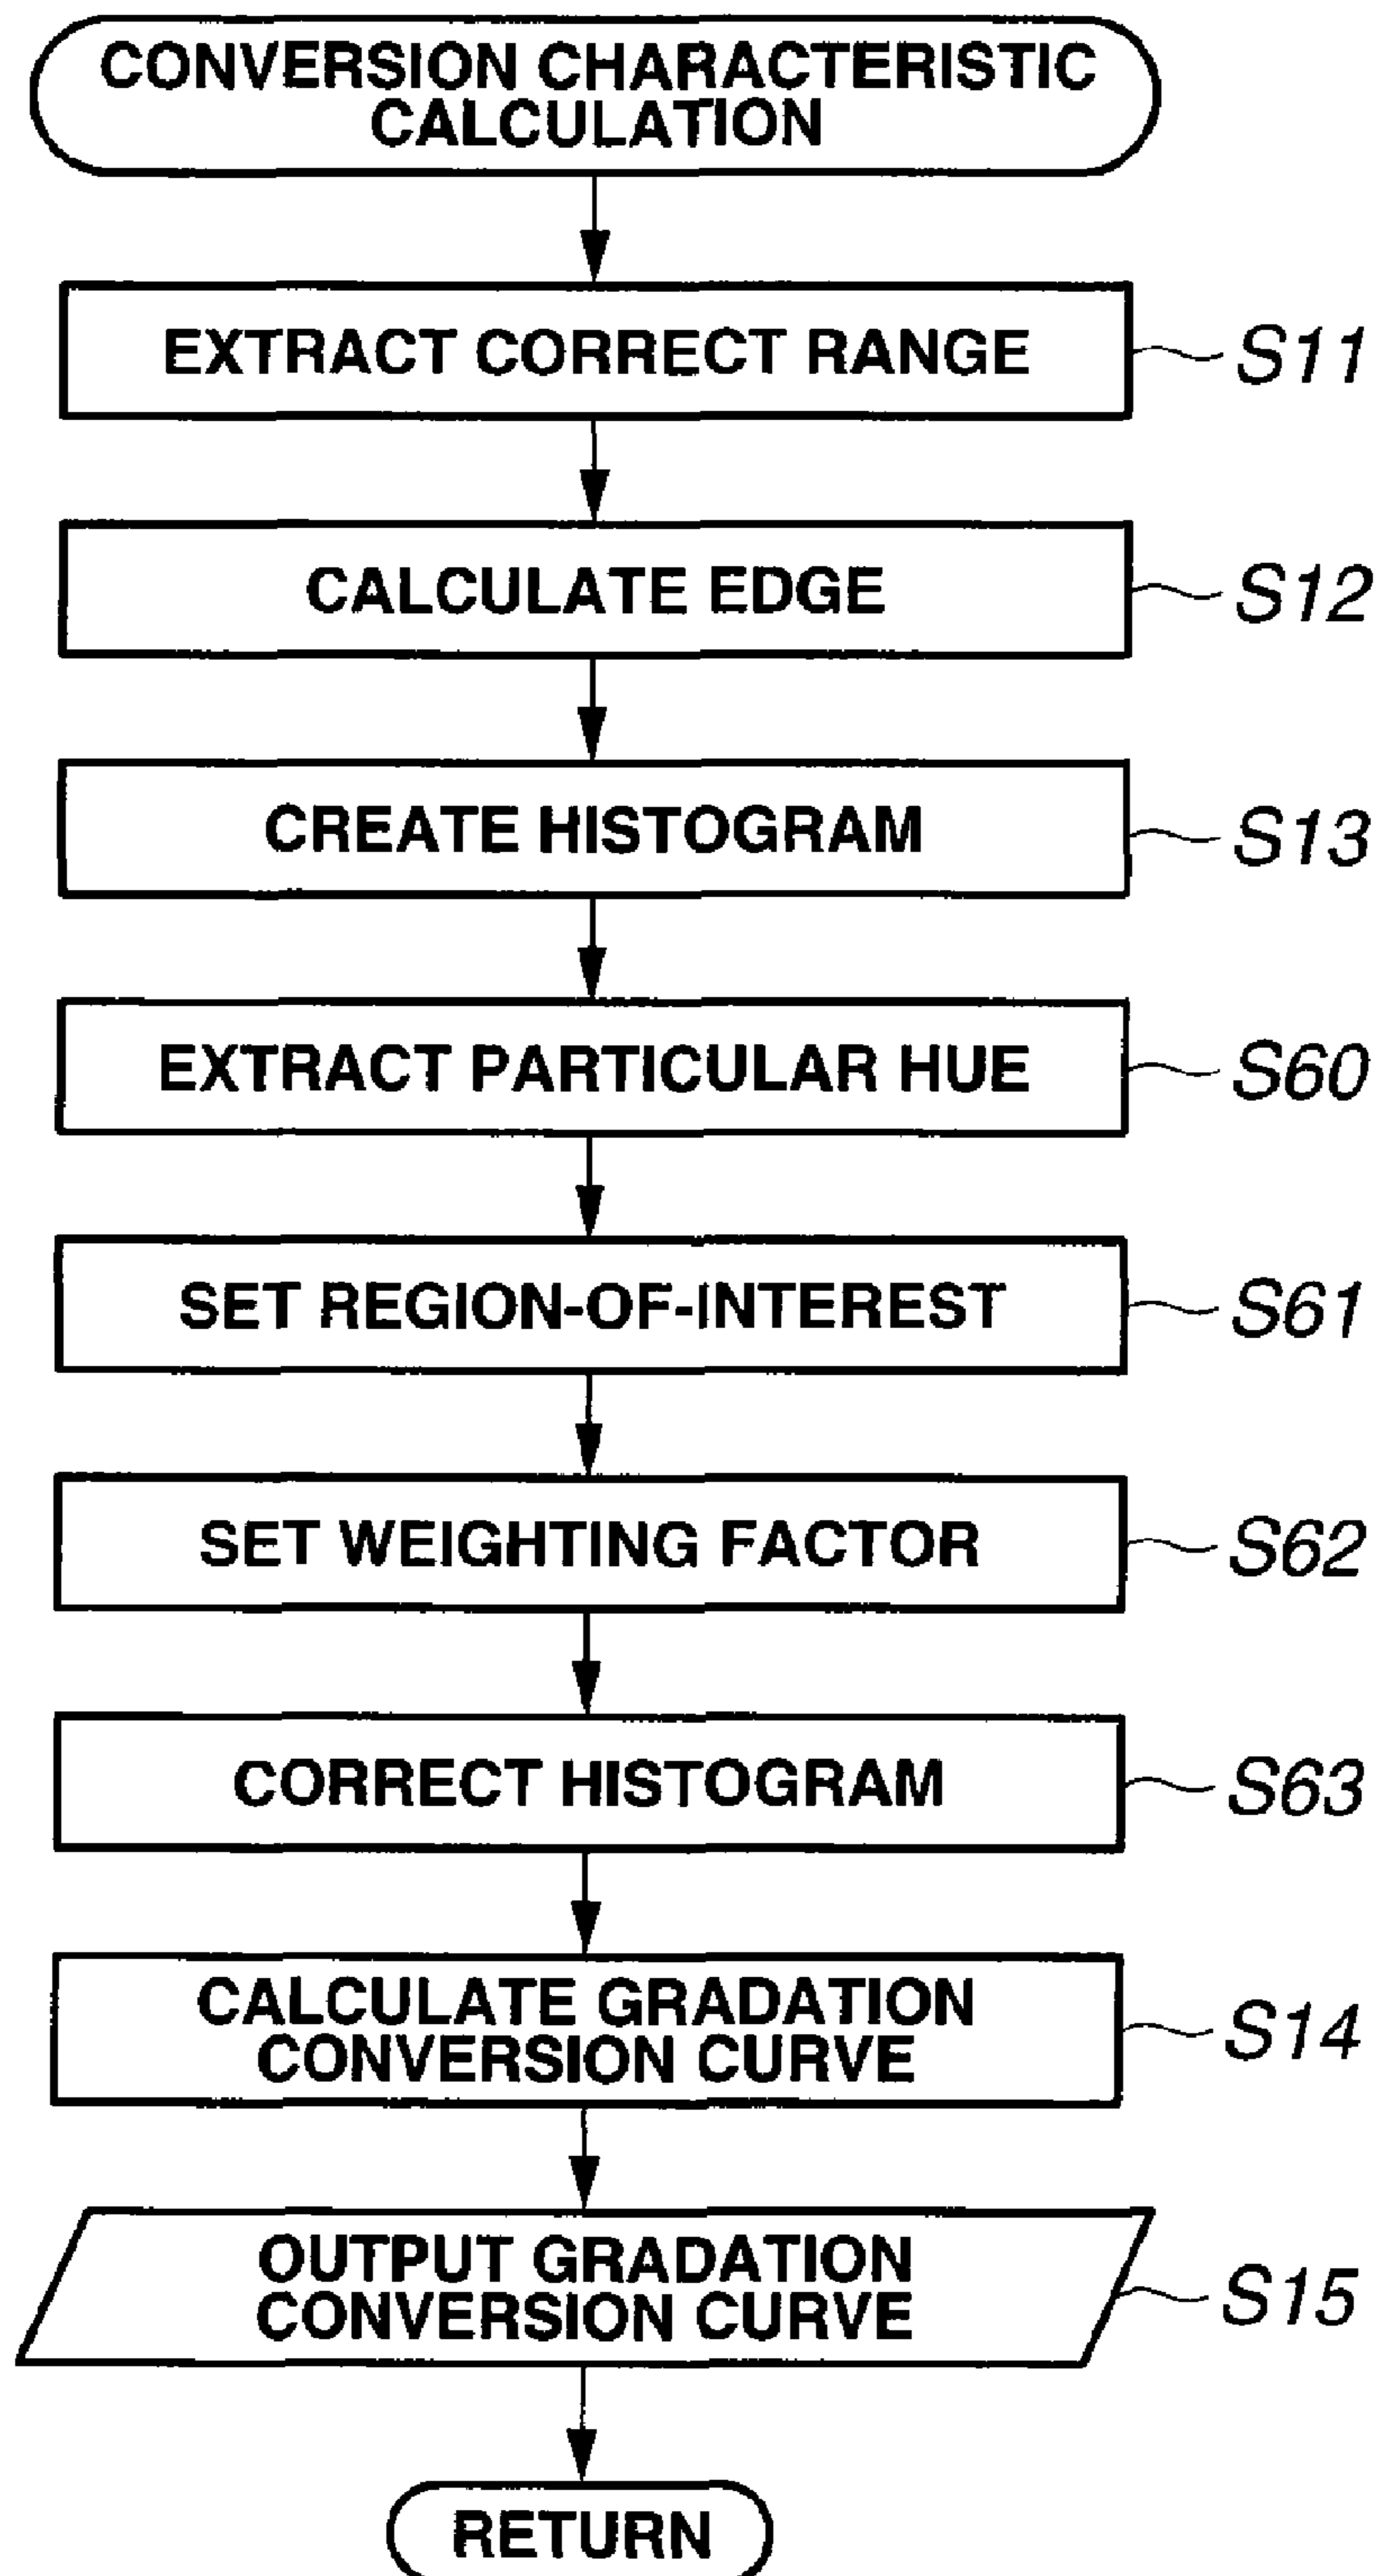 CONVERSION CHARACTERISTIC
CALCULATION
EXTRACT CORRECT RANGE
S11
CALCULATE EDGE
S12
CREATE HISTOGRAM
S13
EXTRACT PARTICULAR HUE
S60
SET REGION-OF-INTEREST
S61
SET WEIGHTING FACTOR
S62
CORRECT HISTOGRAM
S63
CALCULATE GRADATION
CONVERSION CURVE
S14
OUTPUT GRADATION
CONVERSION CURVE
S15
RETURN